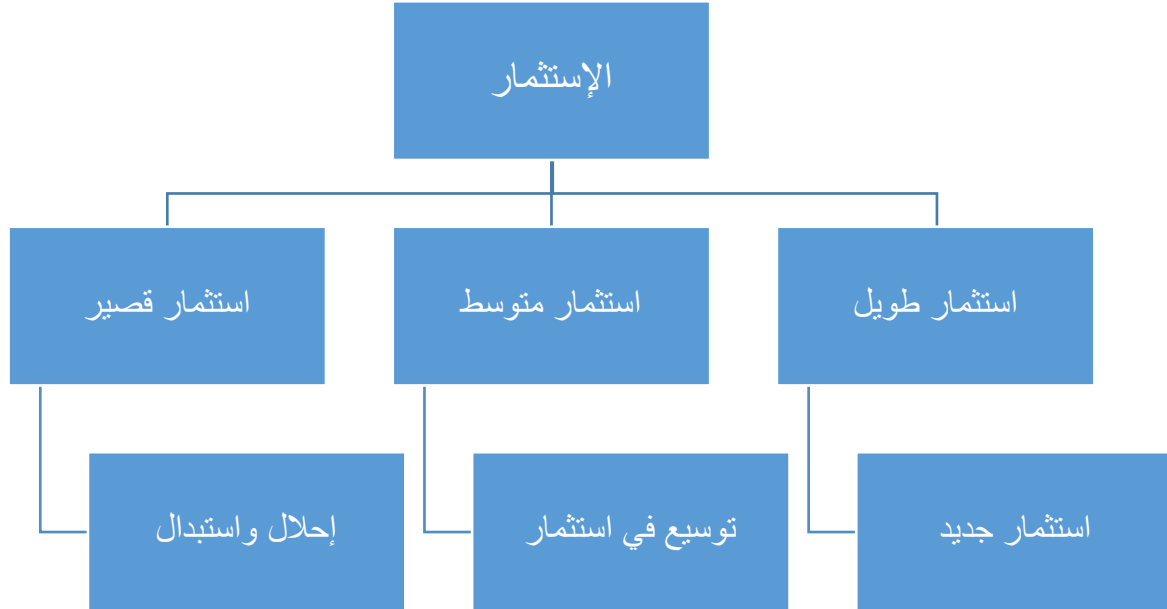 الإستثمار
استثمار طويل
استثمار متوسط
استثمار قصير
استثمار جديد
توسيع في استثمار
إحلال واستبدال